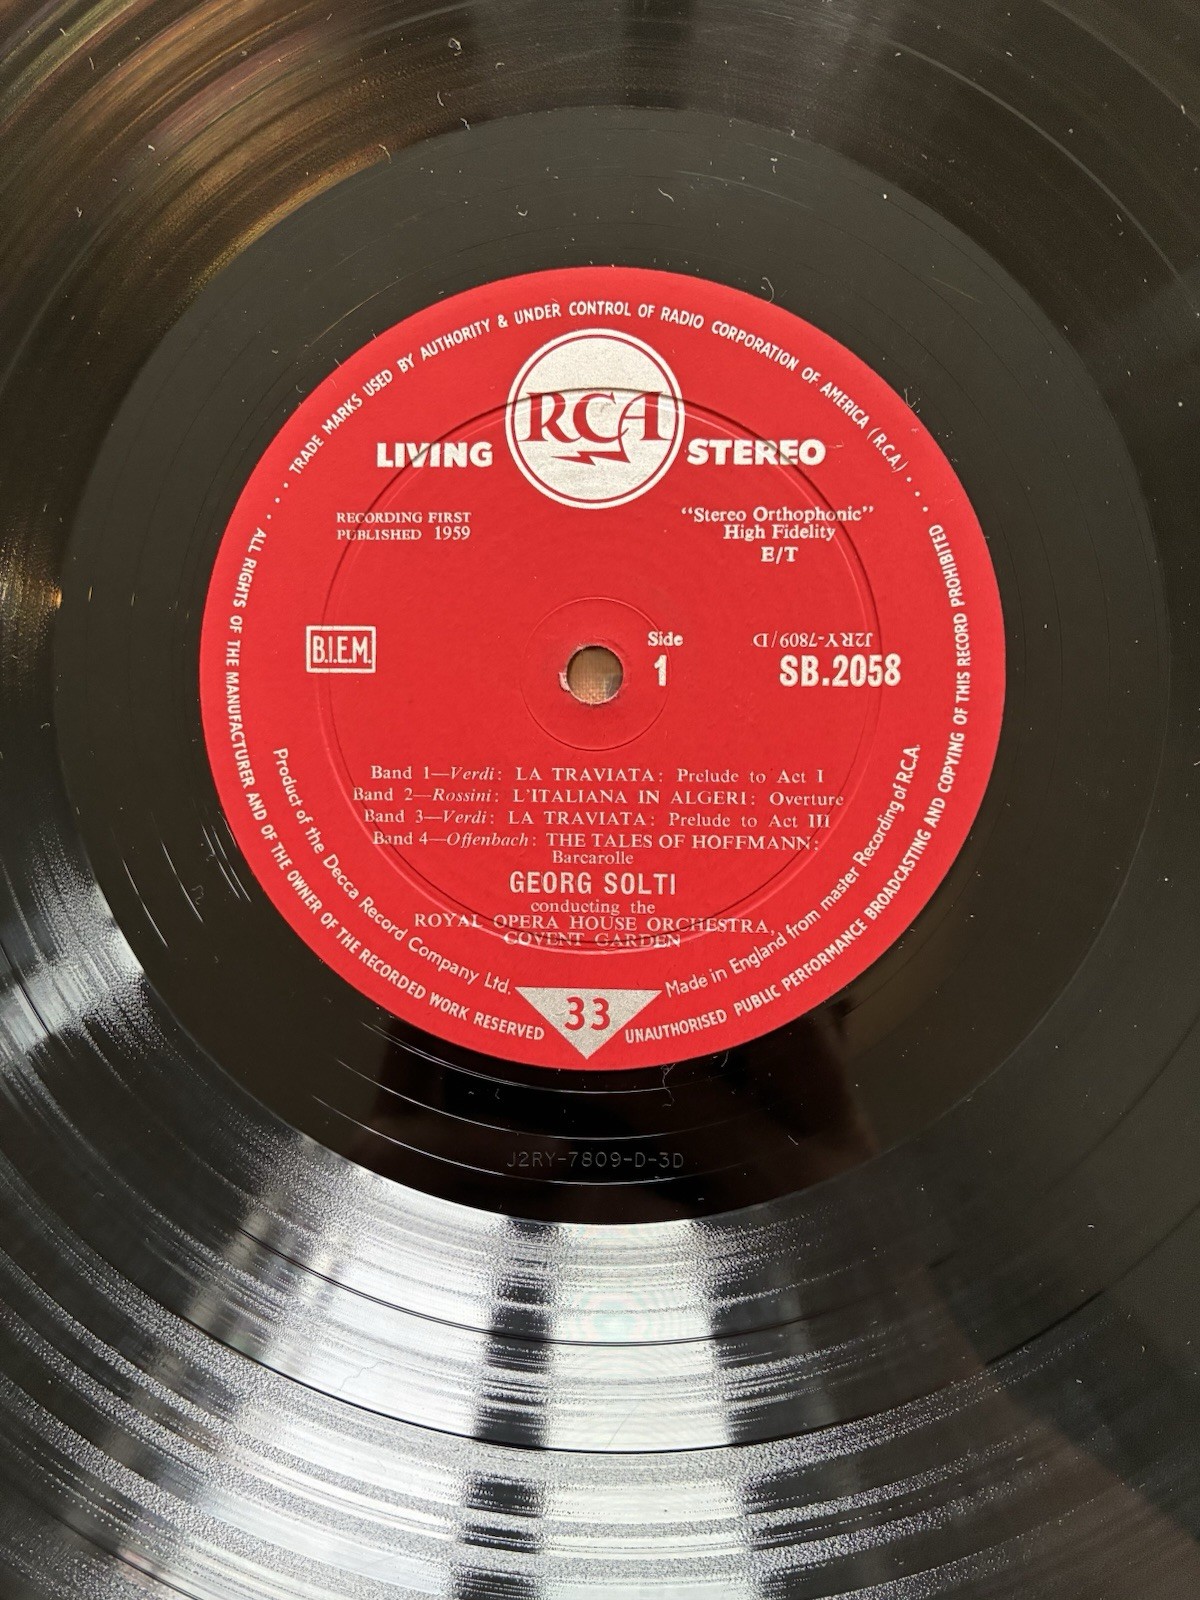 TRADE MARKS USED BY AUTHORITY & UNDER CONTROL OF RADIO CORPORATION OF AMERICA (R.C.A.)
RCA
LIVING STEREO
RECORDING FIRST
PUBLISHED 1959
"Stereo Orthophonic"
High Fidelity
E/T
B.I.E.M.
Side
1
J2RY-7809/D
SB.2058
Band 1—Verdi: LA TRAVIATA: Prelude to Act I
Band 2—Rossini: L'ITALIANA IN ALGERI: Overture
Band 3—Verdi: LA TRAVIATA: Prelude to Act III
Band 4—Offenbach: THE TALES OF HOFFMANN:
Barcarolle
GEORG SOLTI
conducting the
ROYAL OPERA HOUSE ORCHESTRA,
COVENT GARDEN
Product of the Decca Record Company Ltd.
Made in England from master Recording of R.C.A.
33
ALL RIGHTS OF THE MANUFACTURER AND OF THE OWNER OF THE RECORDED WORK RESERVED
UNAUTHORISED PUBLIC PERFORMANCE BROADCASTING AND COPYING OF THIS RECORD PROHIBITED
J2RY-7809-D-3D